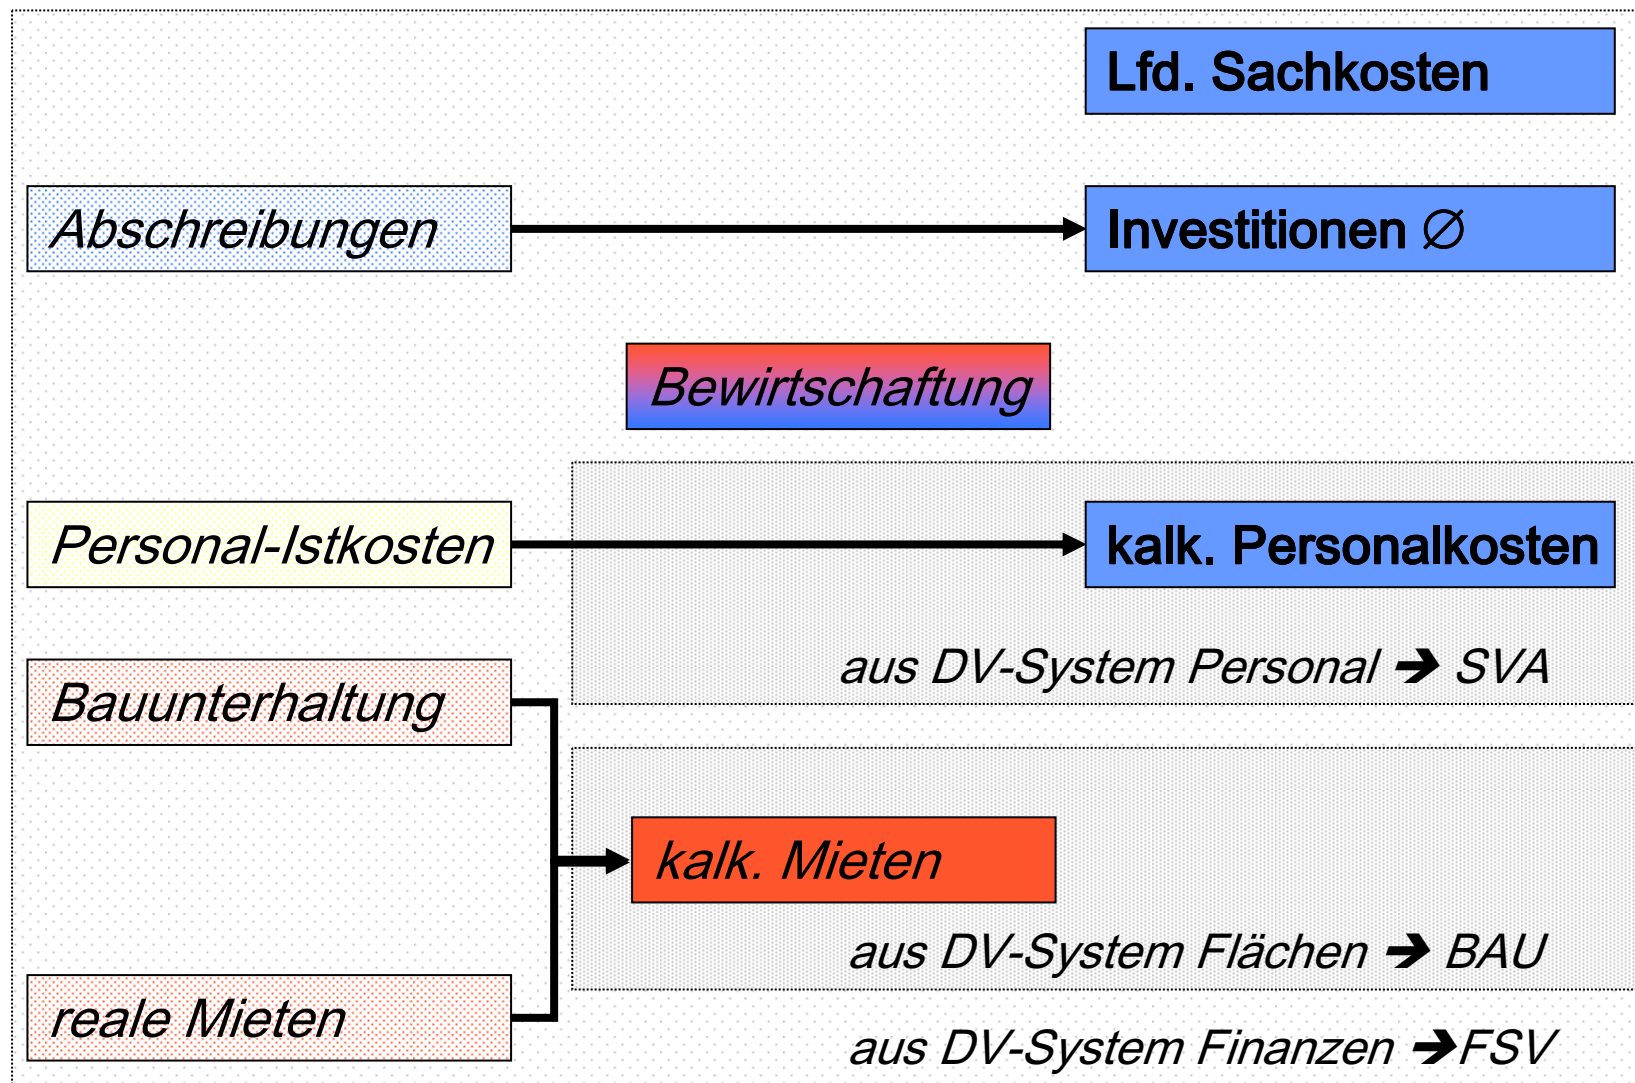 Lfd. Sachkosten
Abschreibungen
Investitionen ∅
Bewirtschaftung
Personal-Istkosten
kalk. Personalkosten
aus DV-System Personal ➔ SVA
Bauunterhaltung
kalk. Mieten
aus DV-System Flächen ➔ BAU
reale Mieten
aus DV-System Finanzen ➔FSV